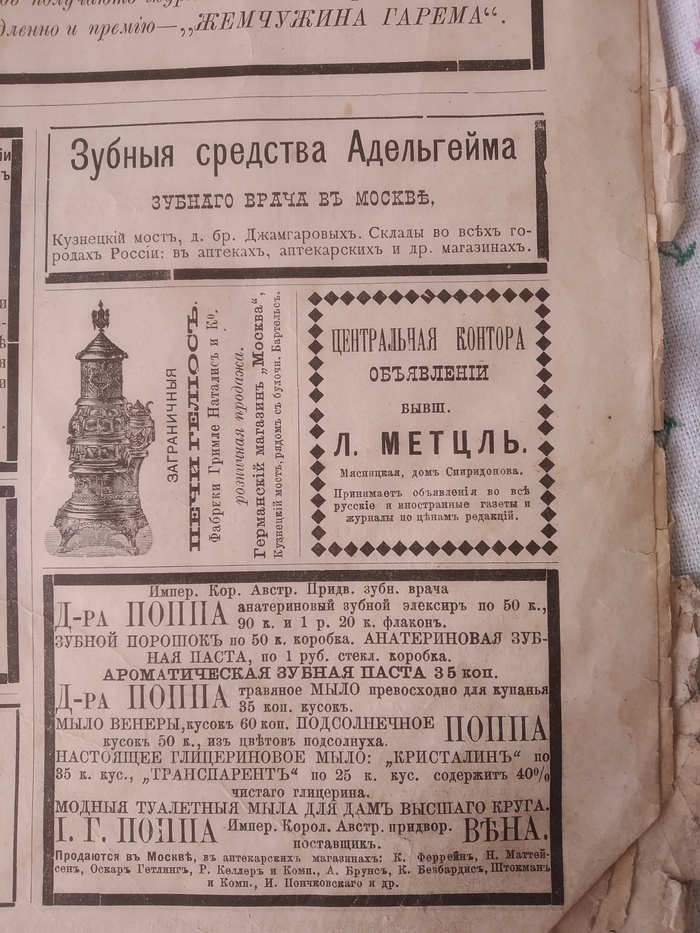 получаютъ
дленно и премію—„ЖЕМЧУЖИНА ГАРЕМА“.
Зубныя средства Адельгейма
ЗУБНАГО ВРАЧА ВЪ МОСКВѢ,
Кузнецкій мостъ, д. бр. Джамгаровыхъ. Склады во всѣхъ го-
родахъ Россіи: въ аптекахъ, аптекарскихъ и др. магазинахъ.
ЗАГРАНИЧНЫЯ
ПЕЧИ ГЕЛІОСЪ.
Фабреки Гримле Наталисъ и Ко.
розничная продажа.
Германскій магазинъ „Москва“,
Кузнецкій мостъ, рядомъ съ булочн. Бартельсъ.
ЦЕНТРАЛЬНАЯ КОНТОРА
ОБЪЯВЛЕНІЙ
БЫВШ.
Л. МЕТЦЛЬ.
Мясницкая, домъ Спиридонова.
Принимаетъ объявленія во всѣ
русскіе и иностранные газеты и
журналы по цѣнамъ редакцій.
Импер. Кор. Австр. Придв. зубн. врача
Д-ра ПОППА анатериновый зубной элексиръ по 50 к.,
90 к. и 1 р. 20 к. флаконъ.
ЗУБНОЙ ПОРОШОКЪ по 50 к. коробка. АНАТЕРИНОВАЯ ЗУБ-
НАЯ ПАСТА, по 1 руб. стекл. коробка.
АРОМАТИЧЕСКАЯ ЗУБНАЯ ПАСТА 35 коп.
Д-ра ПОППА травяное МЫЛО превосходно для купанья
35 коп. кусокъ.
МЫЛО ВЕНЕРЫ, кусокъ 60 коп. ПОДСОЛНЕЧНОЕ ПОППА
кусокъ 50 к., изъ цвѣтовъ подсолнуха.
НАСТОЯЩЕЕ ГЛИЦЕРИНОВОЕ МЫЛО: „КРИСТАЛИНЪ“ по
35 к. кус., „ТРАНСПАРЕНТЪ“ по 25 к. кус. содержитъ 40%
чистаго глицерина.
МОДНЫЯ ТУАЛЕТНЫЯ МЫЛА ДЛЯ ДАМЪ ВЫСШАГО КРУГА.
І. Г. ПОППА Импер. Корол. Австр. придвор. ВѢНА.
поставщикъ.
Продаются въ Москвѣ, въ аптекарскихъ магазинахъ: К. Феррейнъ, Н. Маттей-
сенъ, Оскаръ Гетлингъ, Р. Келлеръ и Комп., А. Брунсъ, К. Безбардисъ, Штокманъ
и Комп., И. Пончковскаго и др.